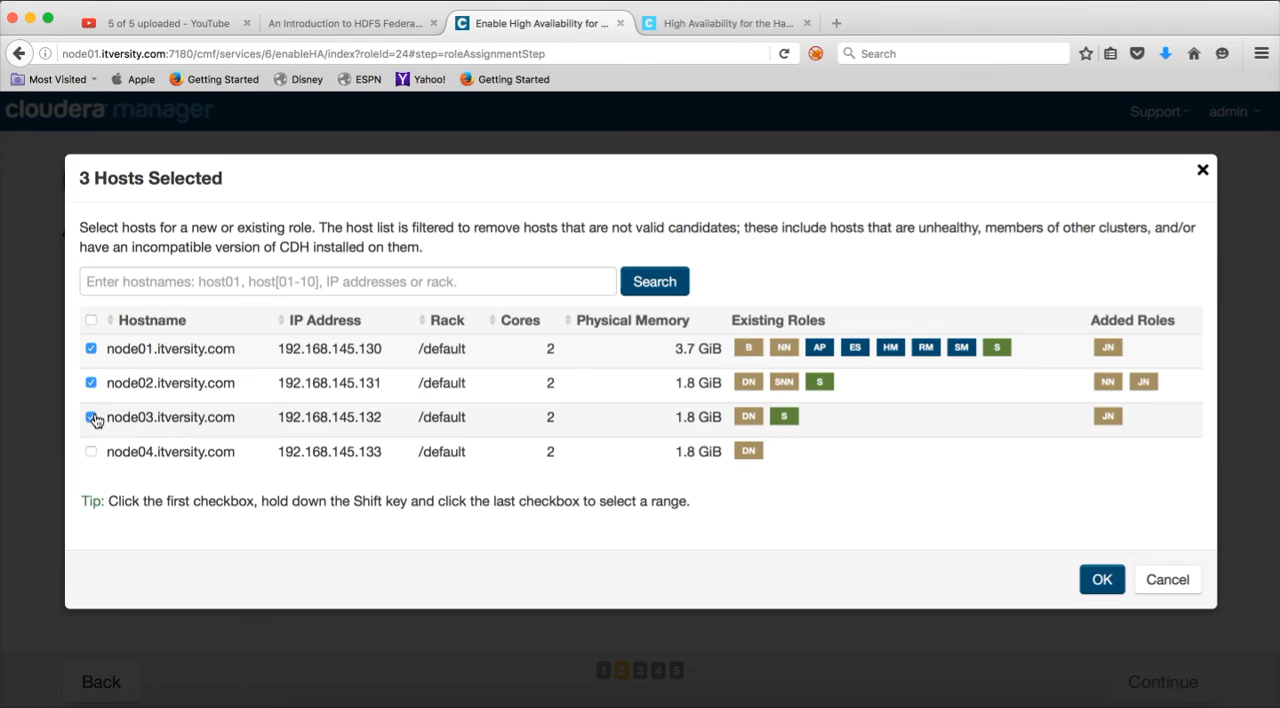 5 of 5 uploaded - YouTube
An Introduction to HDFS Federa...
Enable High Availability for ...
High Availability for the Ha...
node01.itversity.com:7180/cmf/services/6/enableHA/index?roleId=24#step=roleAssignmentStep
Search
Most Visited Apple Getting Started Disney ESPN Yahoo! Getting Started
cloudera manager Support admin
3 Hosts Selected
Select hosts for a new or existing role. The host list is filtered to remove hosts that are not valid candidates; these include hosts that are unhealthy, members of other clusters, and/or
have an incompatible version of CDH installed on them.
Enter hostnames: host01, host[01-10], IP addresses or rack. Search
Hostname IP Address Rack Cores Physical Memory Existing Roles Added Roles
node01.itversity.com 192.168.145.130 /default 2 3.7 GiB B NN AP ES HM RM SM S JN
node02.itversity.com 192.168.145.131 /default 2 1.8 GiB DN SNN S NN JN
node03.itversity.com 192.168.145.132 /default 2 1.8 GiB DN S JN
node04.itversity.com 192.168.145.133 /default 2 1.8 GiB DN
Tip: Click the first checkbox, hold down the Shift key and click the last checkbox to select a range.
OK Cancel
Back 1 2 3 4 5 Continue